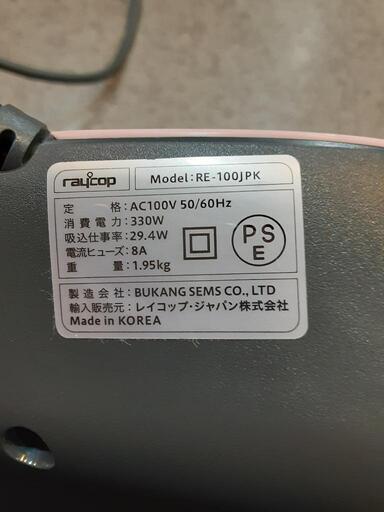 raycop
Model:RE-100JPK
定　　格:AC100V 50/60Hz
消費電力:330W
吸込仕事率:29.4W
電流ヒューズ:8A
重　　量:1.95kg
PS
E
製造会社:BUKANG SEMS CO., LTD
輸入販売元:レイコップ・ジャパン株式会社
Made in KOREA